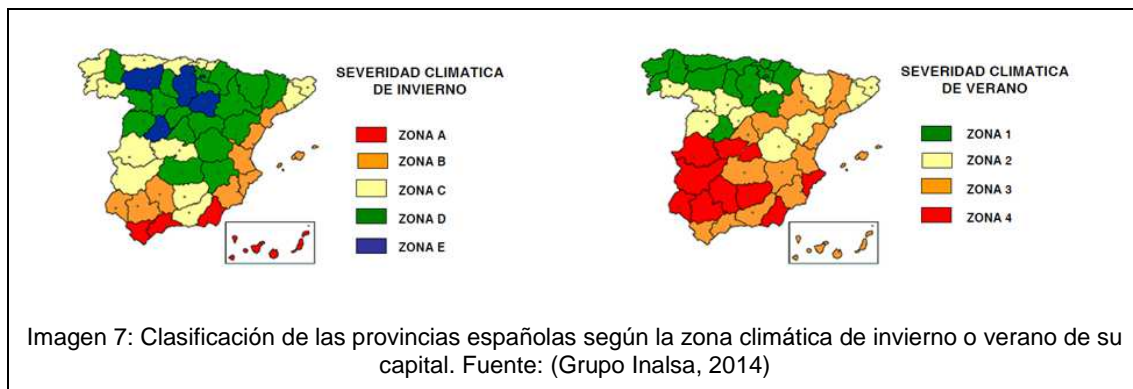 SEVERIDAD CLIMATICA
DE INVIERNO
ZONA A
ZONA B
ZONA C
ZONA D
ZONA E
SEVERIDAD CLIMATICA
DE VERANO
ZONA 1
ZONA 2
ZONA 3
ZONA 4
Imagen 7: Clasificación de las provincias españolas según la zona climática de invierno o verano de su
capital. Fuente: (Grupo Inalsa, 2014)